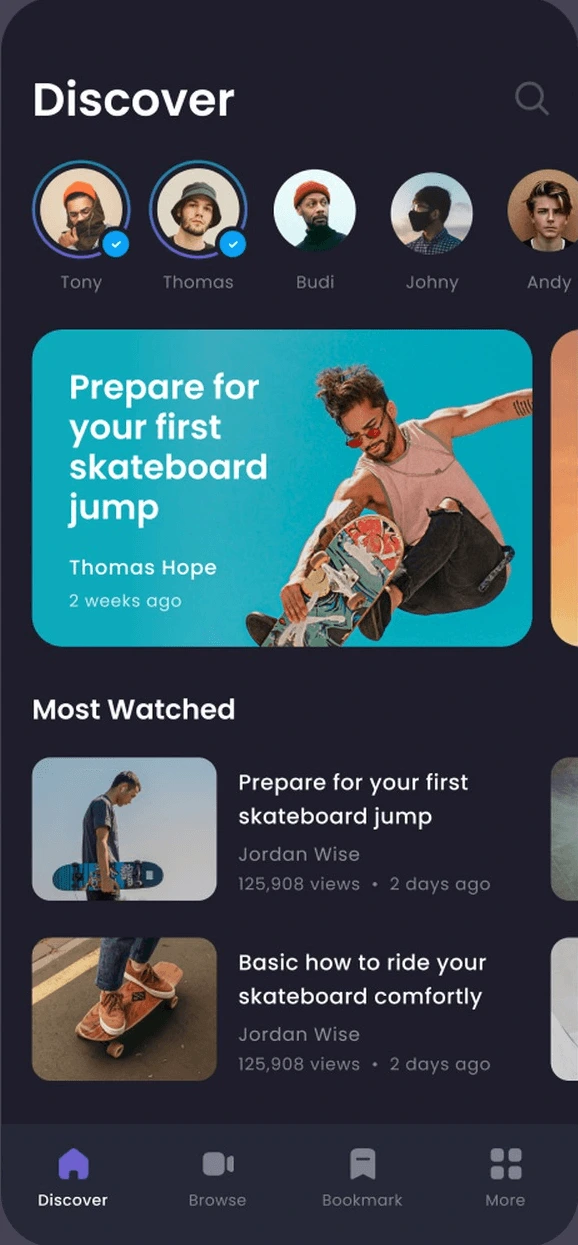 Discover
Tony
Thomas
Budi
Johny
Andy
Prepare for
your first
skateboard
jump
Thomas Hope
2 weeks ago
Most Watched
Prepare for your first
skateboard jump
Jordan Wise
125,908 views • 2 days ago
Basic how to ride your
skateboard comfortly
Jordan Wise
125,908 views • 2 days ago
Discover
Browse
Bookmark
More